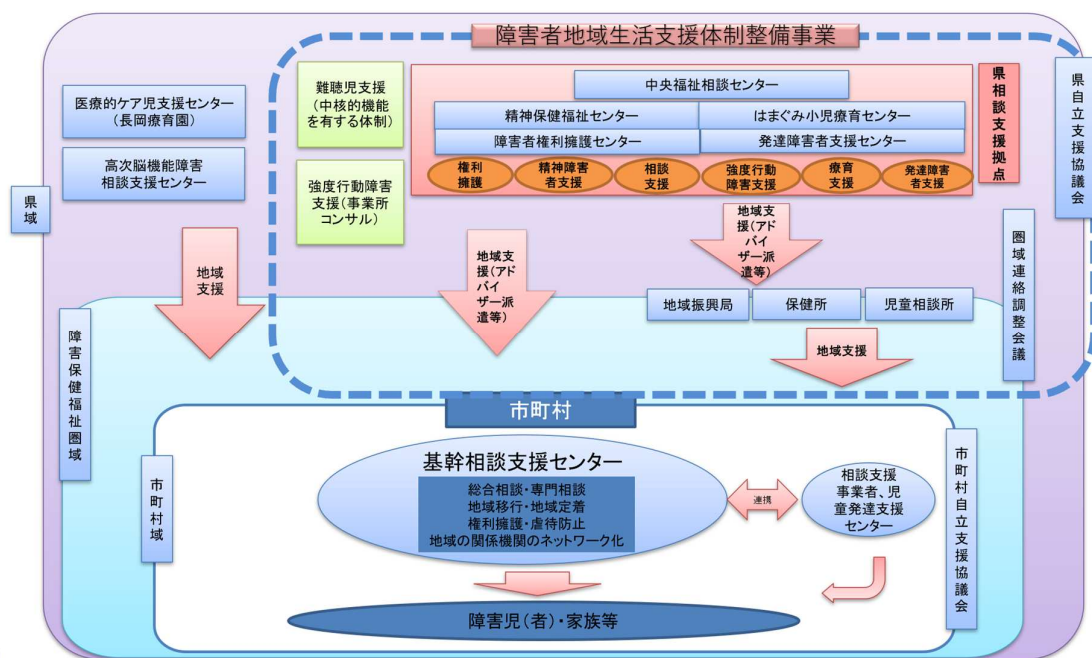 障害者地域生活支援体制整備事業
医療的ケア児支援センター
(長岡療育園)
高次脳機能障害
相談支援センター
県域
難聴児支援
(中核的機能
を有する体制)
強度行動障害
支援(事業所
コンサル)
中央福祉相談センター
精神保健福祉センター
はまぐみ小児療育センター
障害者権利擁護センター
発達障害者支援センター
権利
擁護
精神障害
者支援
相談
支援
強度行動
障害支援
療育
支援
発達障害
者支援
県相談支援拠点
県自立支援協議会
地域
支援
地域支
援(アド
バイ
ザー派
遣等)
地域支
援(アド
バイ
ザー派
遣等)
地域振興局
保健所
児童相談所
圏域連絡調整会議
地域支援
障害保健福祉圏域
市町村
市町村域
基幹相談支援センター
総合相談・専門相談
地域移行・地域定着
権利擁護・虐待防止
地域の関係機関のネットワーク化
連携
相談支援
事業者、児
童発達支援
センター
市町村自立支援協議会
障害児(者)・家族等